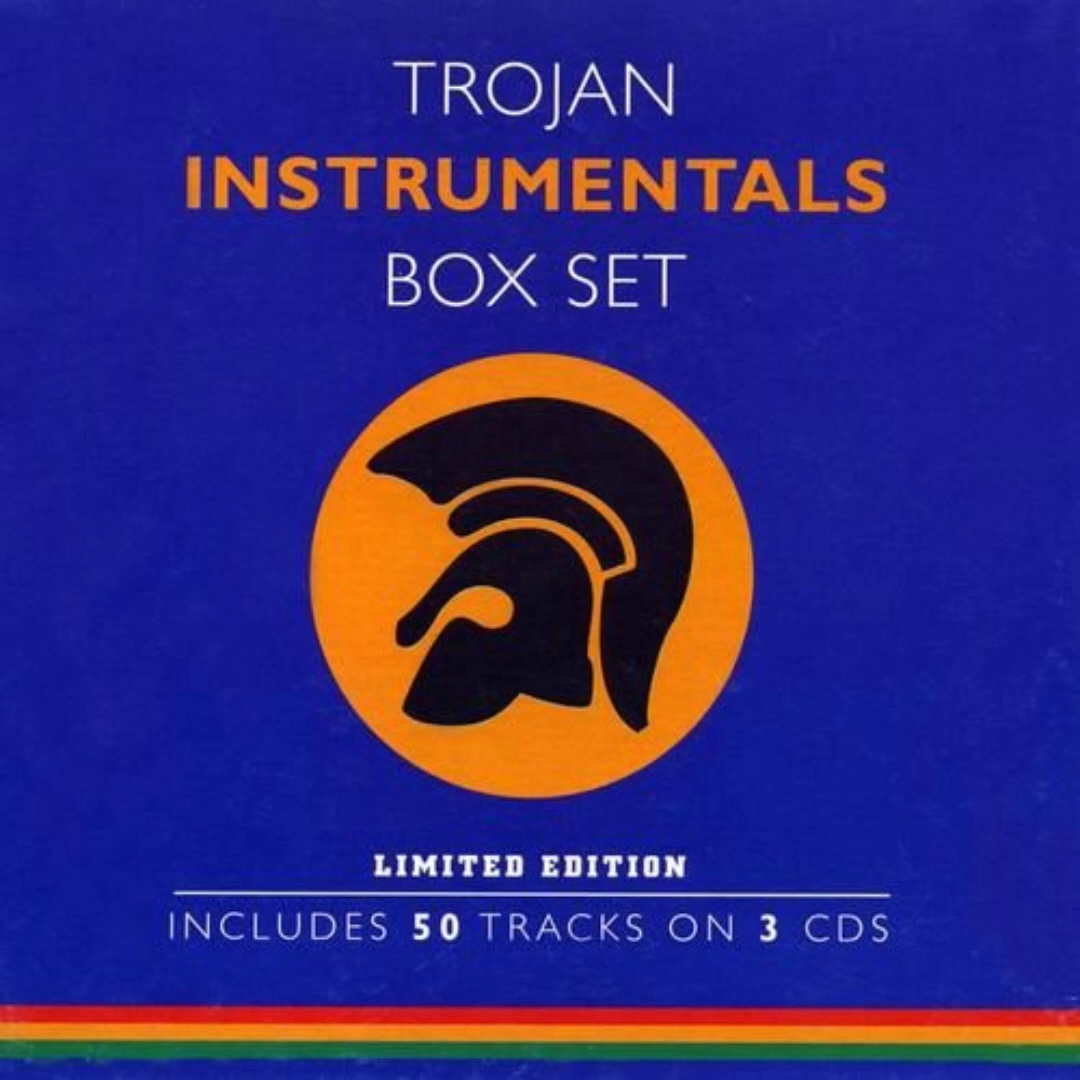 TROJAN
INSTRUMENTALS
BOX SET
LIMITED EDITION
INCLUDES 50 TRACKS ON 3 CDS